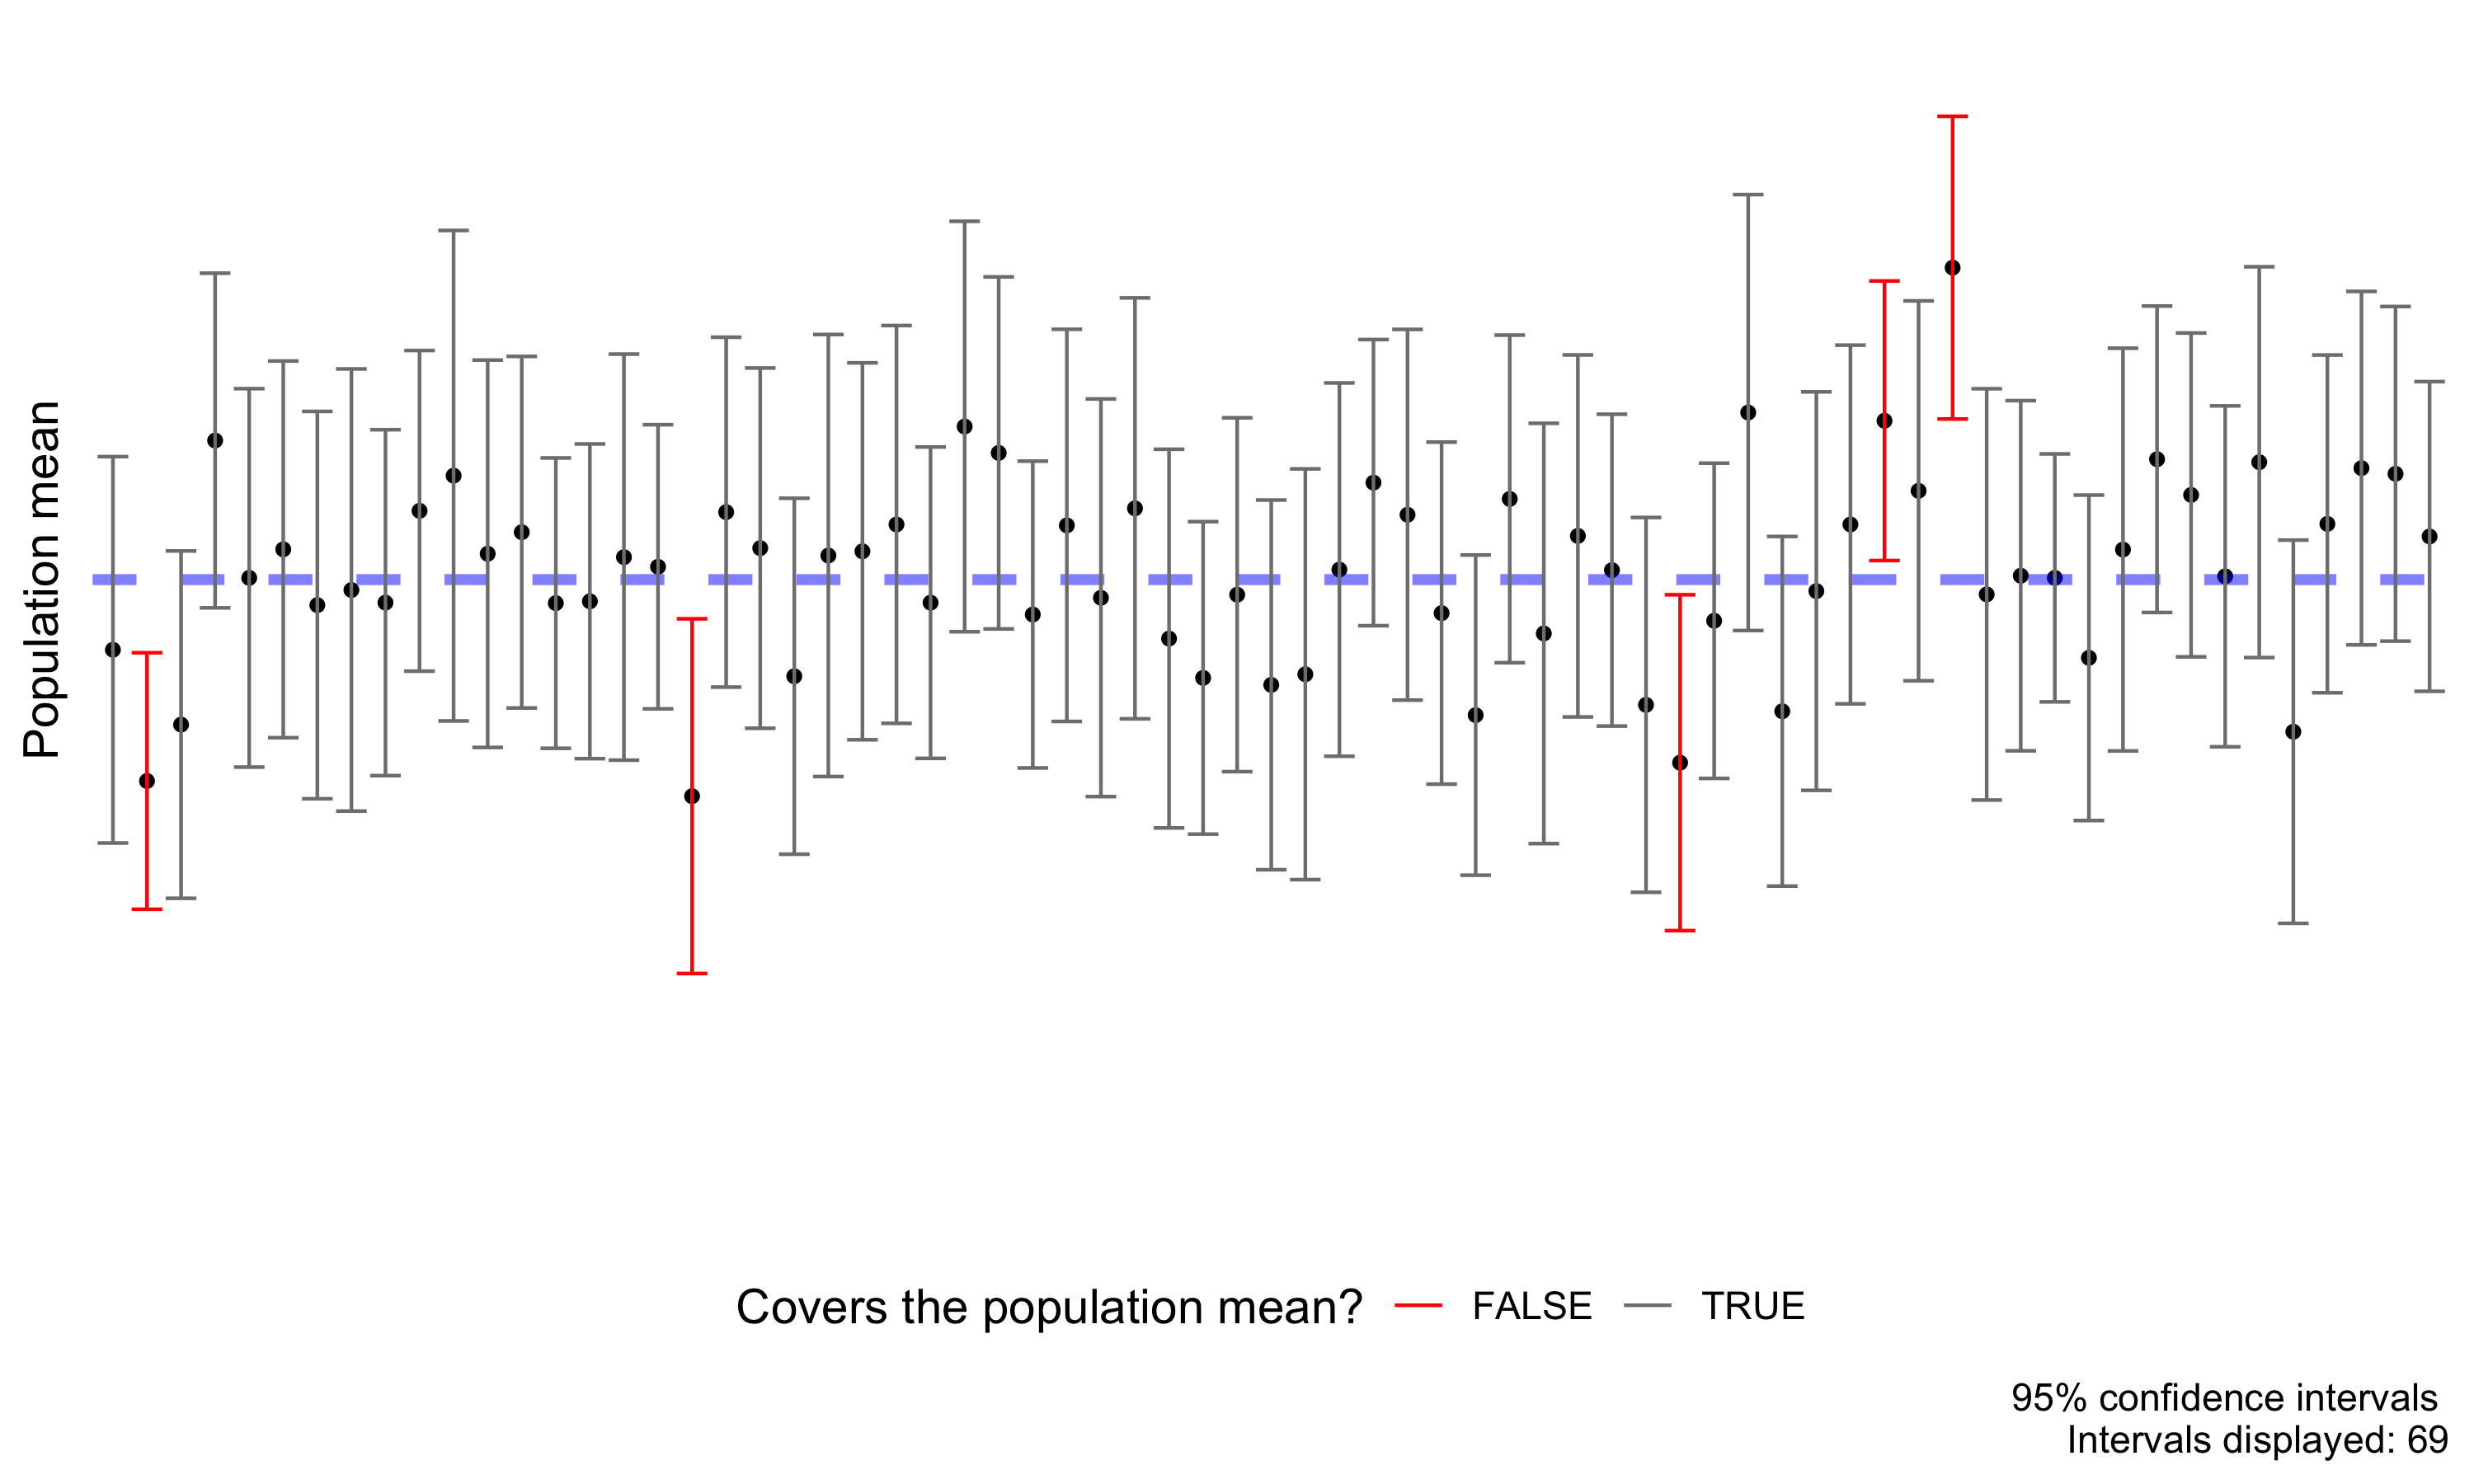 Population mean
Covers the population mean? FALSE TRUE
95% confidence intervals
Intervals displayed: 69